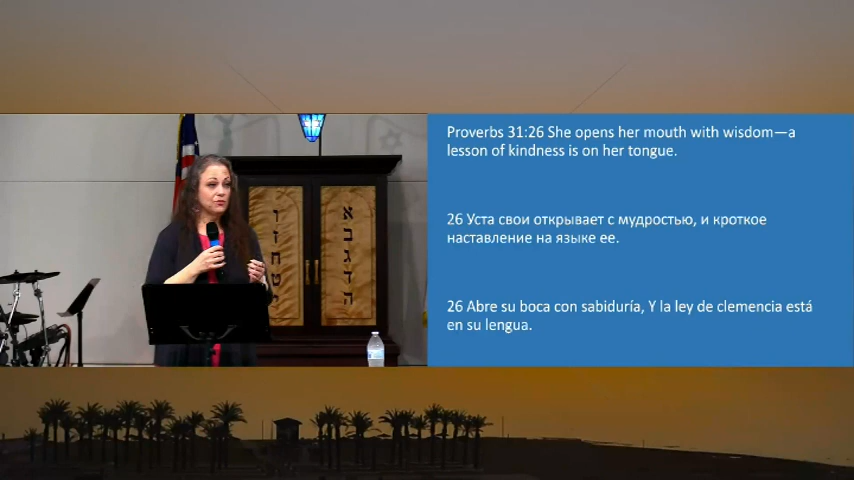 א ב ג ד ה
ו ז ח ט י
Proverbs 31:26 She opens her mouth with wisdom—a
lesson of kindness is on her tongue.
26 Уста свои открывает с мудростью, и кроткое
наставление на языке ее.
26 Abre su boca con sabiduría, Y la ley de clemencia está
en su lengua.